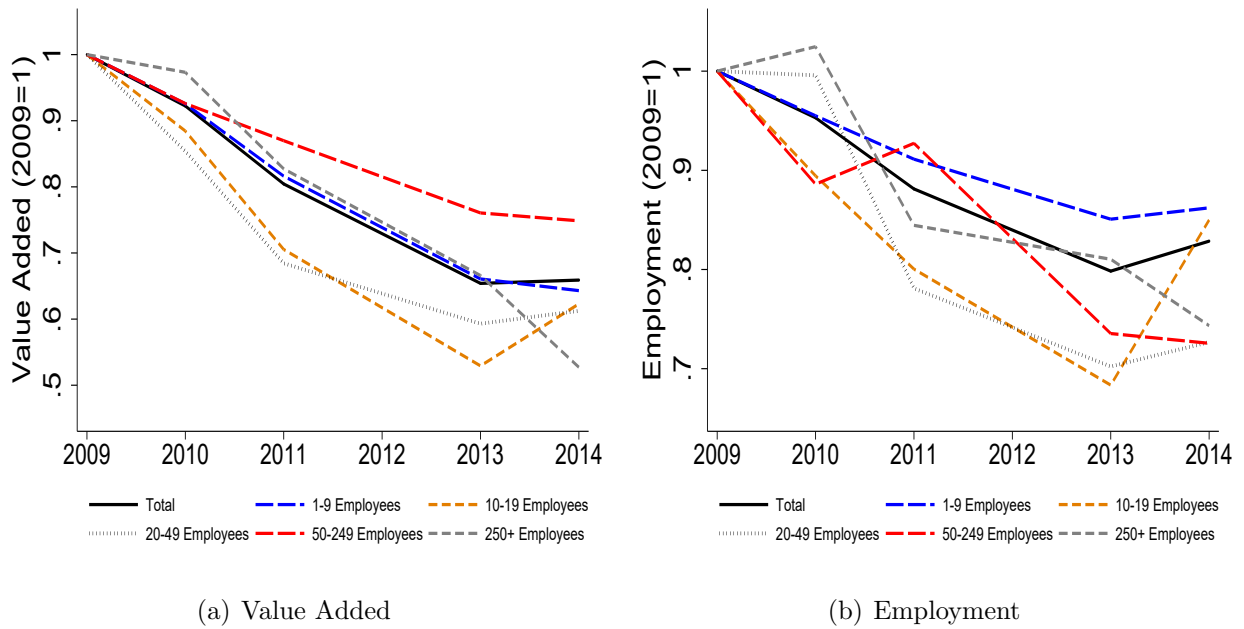 Value Added (2009=1)
1
.9
.8
.7
.6
.5
2009 2010 2011 2012 2013 2014
Total 1-9 Employees 10-19 Employees
20-49 Employees 50-249 Employees 250+ Employees
(a) Value Added
Employment (2009=1)
1
.9
.8
.7
2009 2010 2011 2012 2013 2014
Total 1-9 Employees 10-19 Employees
20-49 Employees 50-249 Employees 250+ Employees
(b) Employment